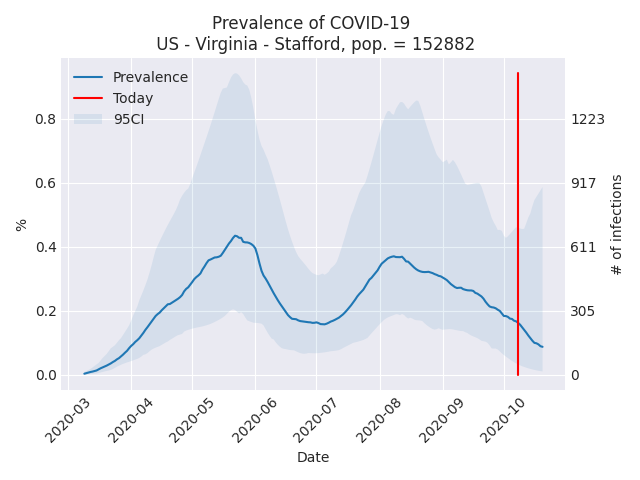 Prevalence of COVID-19
US - Virginia - Stafford, pop. = 152882
Prevalence
Today
95CI
%
0.8
0.6
0.4
0.2
0.0
1223
917
611
305
0
# of infections
2020-03
2020-04
2020-05
2020-06
2020-07
2020-08
2020-09
2020-10
Date